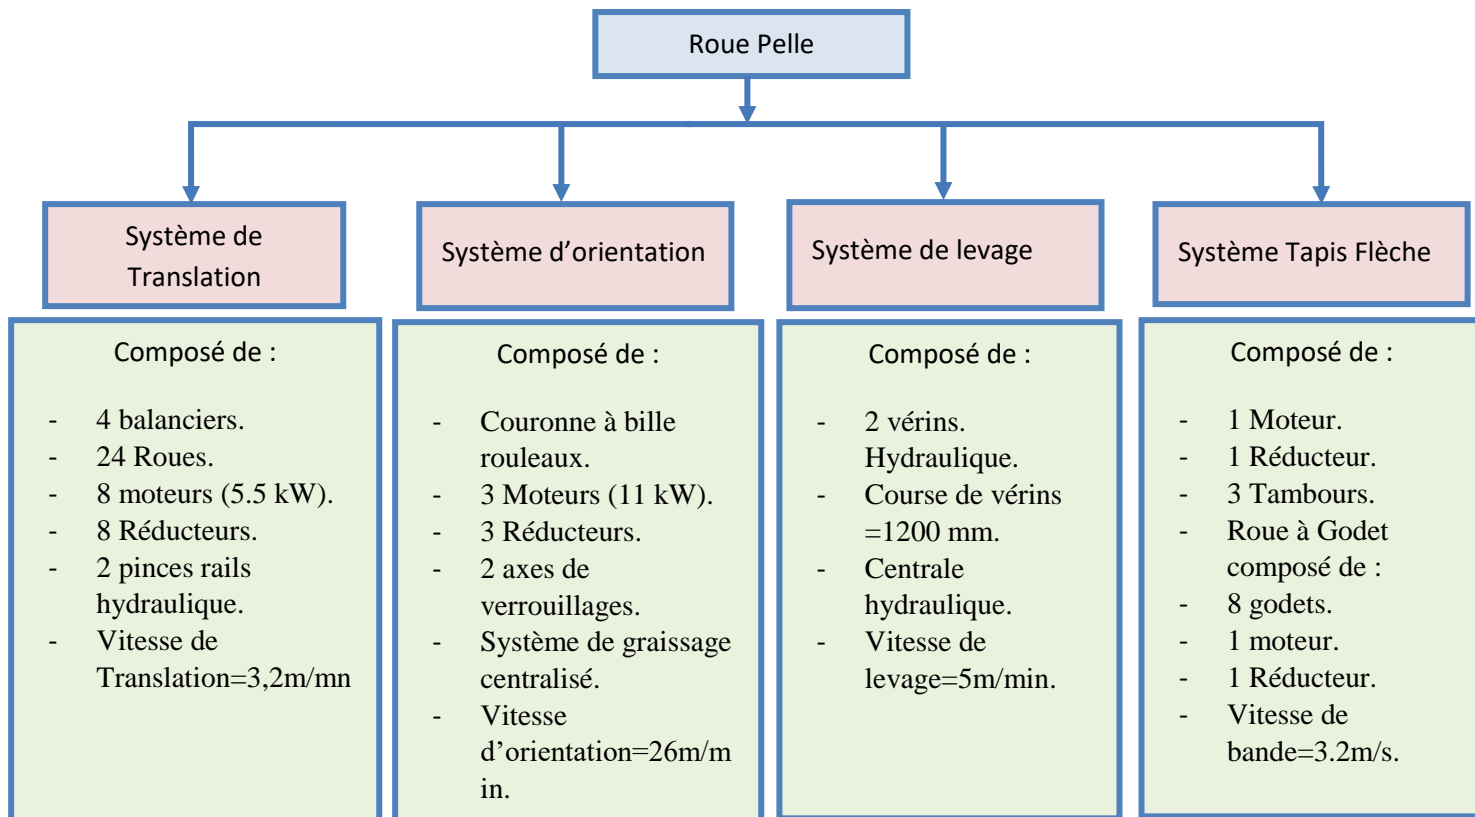 Roue Pelle
Système de
Translation
Système d'orientation
Système de levage
Système Tapis Flèche
Composé de :
- 4 balanciers.
- 24 Roues.
- 8 moteurs (5.5 kW).
- 8 Réducteurs.
- 2 pinces rails
hydraulique.
- Vitesse de
Translation=3,2m/mn
Composé de :
- Couronne à bille
rouleaux.
- 3 Moteurs (11 kW).
- 3 Réducteurs.
- 2 axes de
verrouillages.
- Système de graissage
centralisé.
- Vitesse
d'orientation=26m/m
in.
Composé de :
- 2 vérins.
Hydraulique.
- Course de vérins
=1200 mm.
- Centrale
hydraulique.
- Vitesse de
levage=5m/min.
Composé de :
- 1 Moteur.
- 1 Réducteur.
- 3 Tambours.
- Roue à Godet
composé de :
- 8 godets.
- 1 moteur.
- 1 Réducteur.
- Vitesse de
bande=3.2m/s.